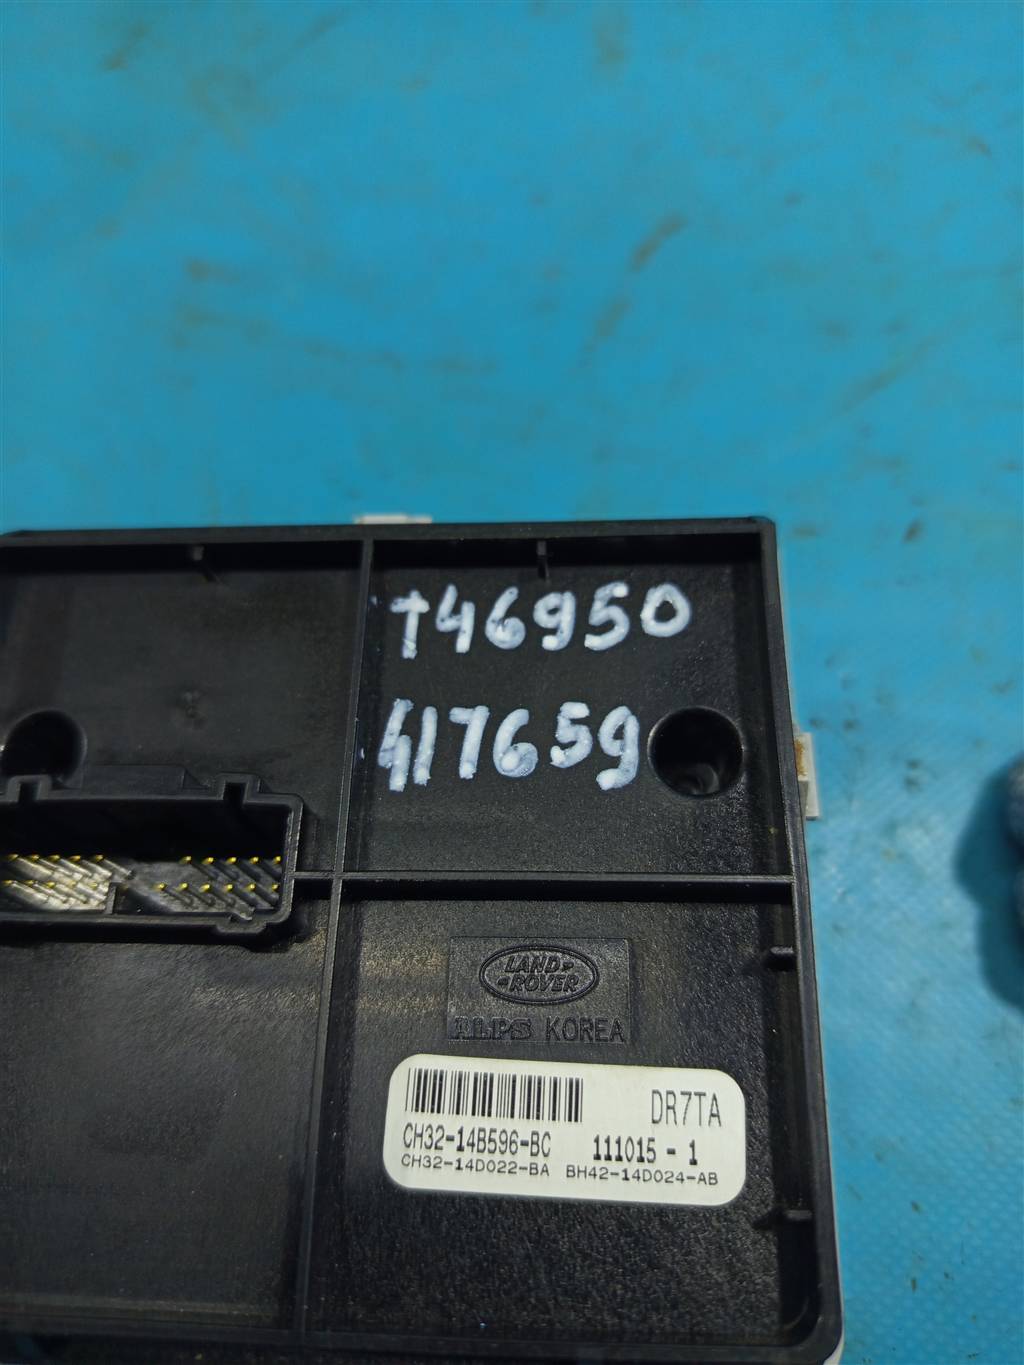 T46950
417659
LAND
ROVER
ALPS KOREA
DR7TA
CH32-14B596-BC 111015-1
CH32-14D022-BA BH42-14D024-AB